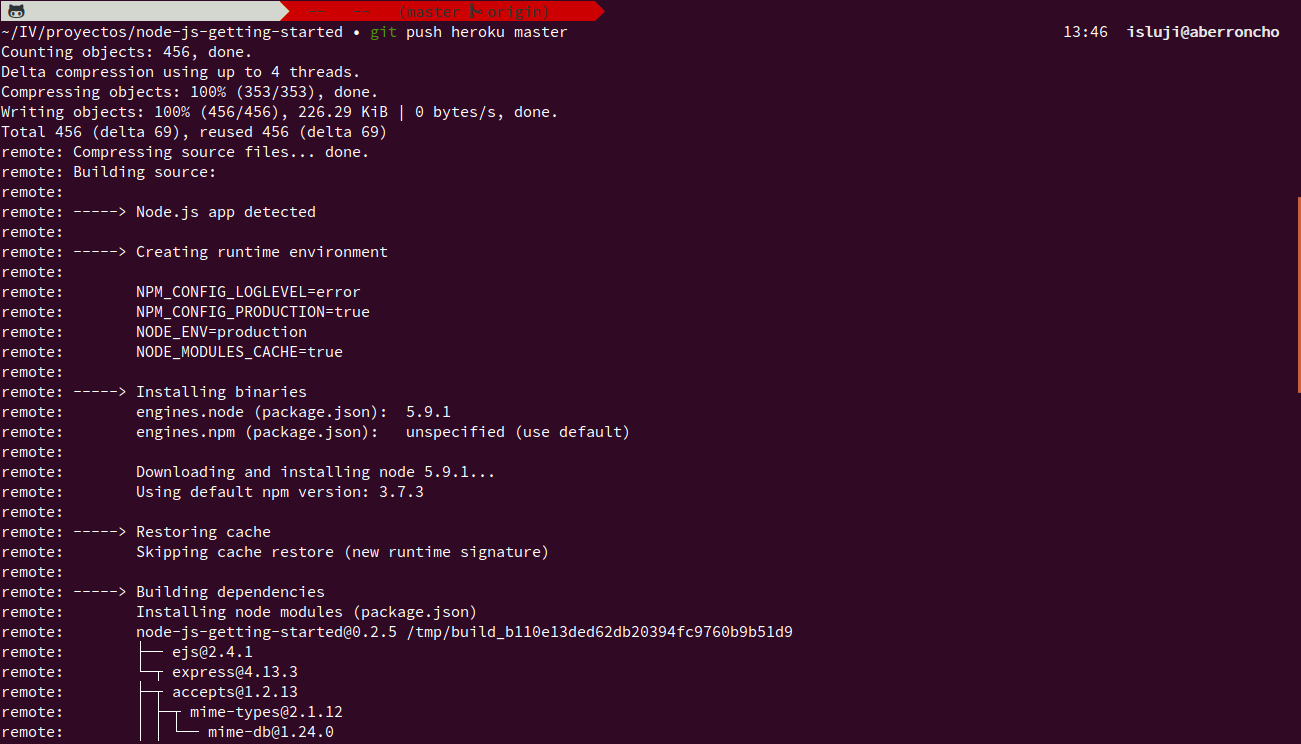 (master origin)
~/IV/proyectos/node-js-getting-started • git push heroku master 13:46 isluji@aberroncho
Counting objects: 456, done.
Delta compression using up to 4 threads.
Compressing objects: 100% (353/353), done.
Writing objects: 100% (456/456), 226.29 KiB | 0 bytes/s, done.
Total 456 (delta 69), reused 456 (delta 69)
remote: Compressing source files... done.
remote: Building source:
remote:
remote: -----> Node.js app detected
remote:
remote: -----> Creating runtime environment
remote:
remote:        NPM_CONFIG_LOGLEVEL=error
remote:        NPM_CONFIG_PRODUCTION=true
remote:        NODE_ENV=production
remote:        NODE_MODULES_CACHE=true
remote:
remote: -----> Installing binaries
remote:        engines.node (package.json):  5.9.1
remote:        engines.npm (package.json):   unspecified (use default)
remote:
remote:        Downloading and installing node 5.9.1...
remote:        Using default npm version: 3.7.3
remote:
remote: -----> Restoring cache
remote:        Skipping cache restore (new runtime signature)
remote:
remote: -----> Building dependencies
remote:        Installing node modules (package.json)
remote:        node-js-getting-started@0.2.5 /tmp/build_b110e13ded62db20394fc9760b9b51d9
remote:        ├── ejs@2.4.1
remote:        └─┬ express@4.13.3
remote:        ├─┬ accepts@1.2.13
remote:        │ ├─┬ mime-types@2.1.12
remote:        │ │ └── mime-db@1.24.0